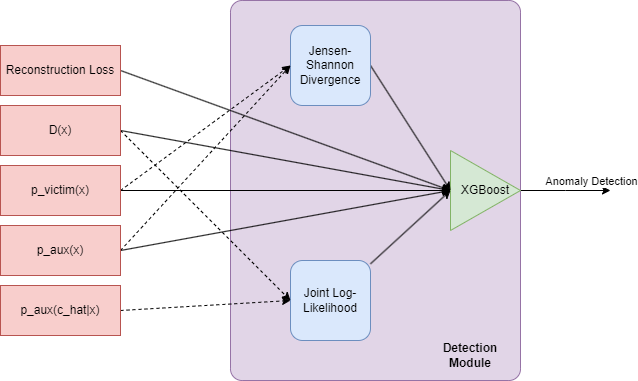 Reconstruction Loss
D(x)
p_victim(x)
p_aux(x)
p_aux(c_hat|x)
Jensen-
Shannon
Divergence
Joint Log-
Likelihood
XGBoost
Anomaly Detection
Detection
Module